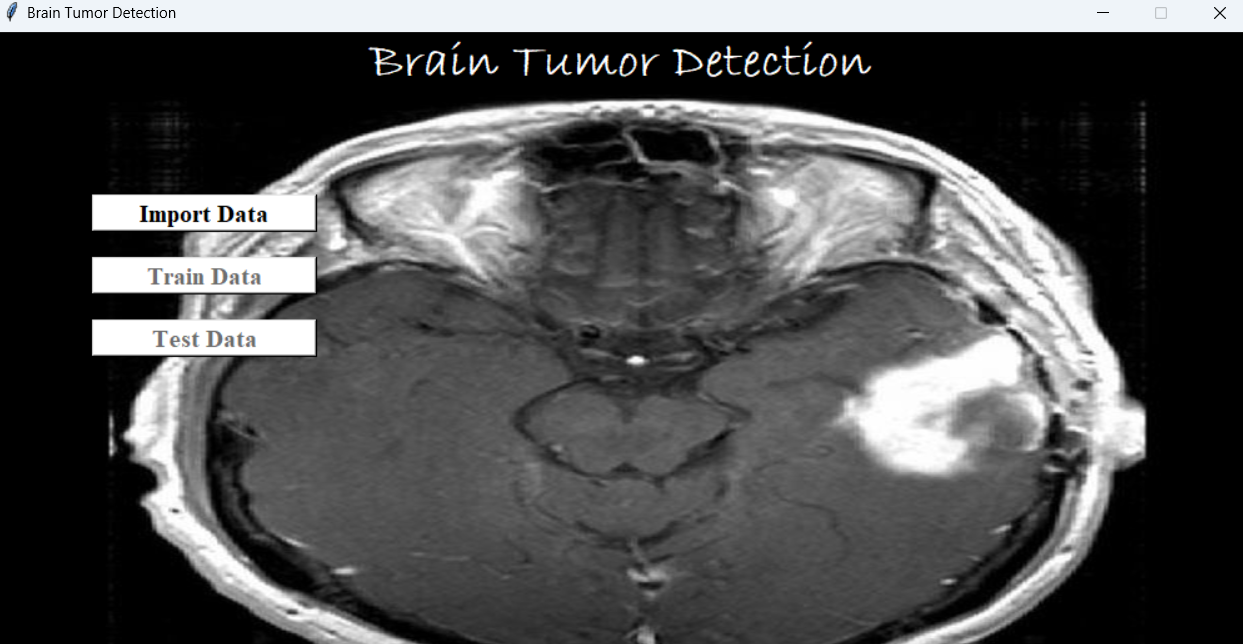 Brain Tumor Detection
Brain Tumor Detection
Import Data
Train Data
Test Data